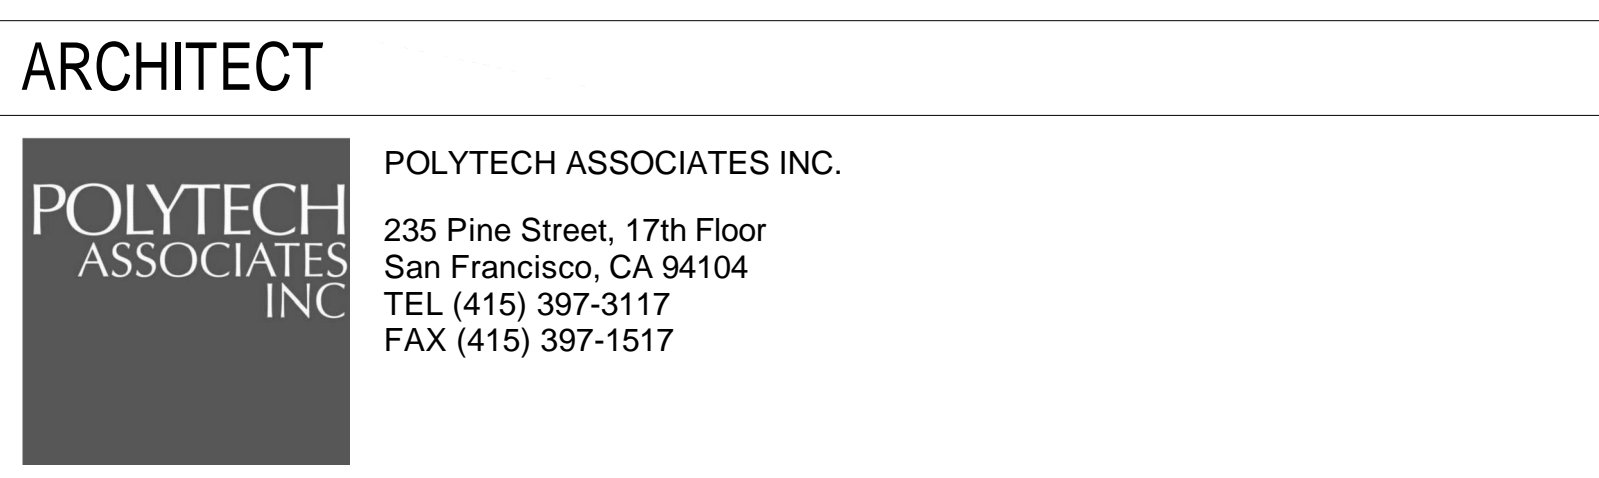 ARCHITECT
POLYTECH
ASSOCIATES
INC
POLYTECH ASSOCIATES INC.
235 Pine Street, 17th Floor
San Francisco, CA 94104
TEL (415) 397-3117
FAX (415) 397-1517